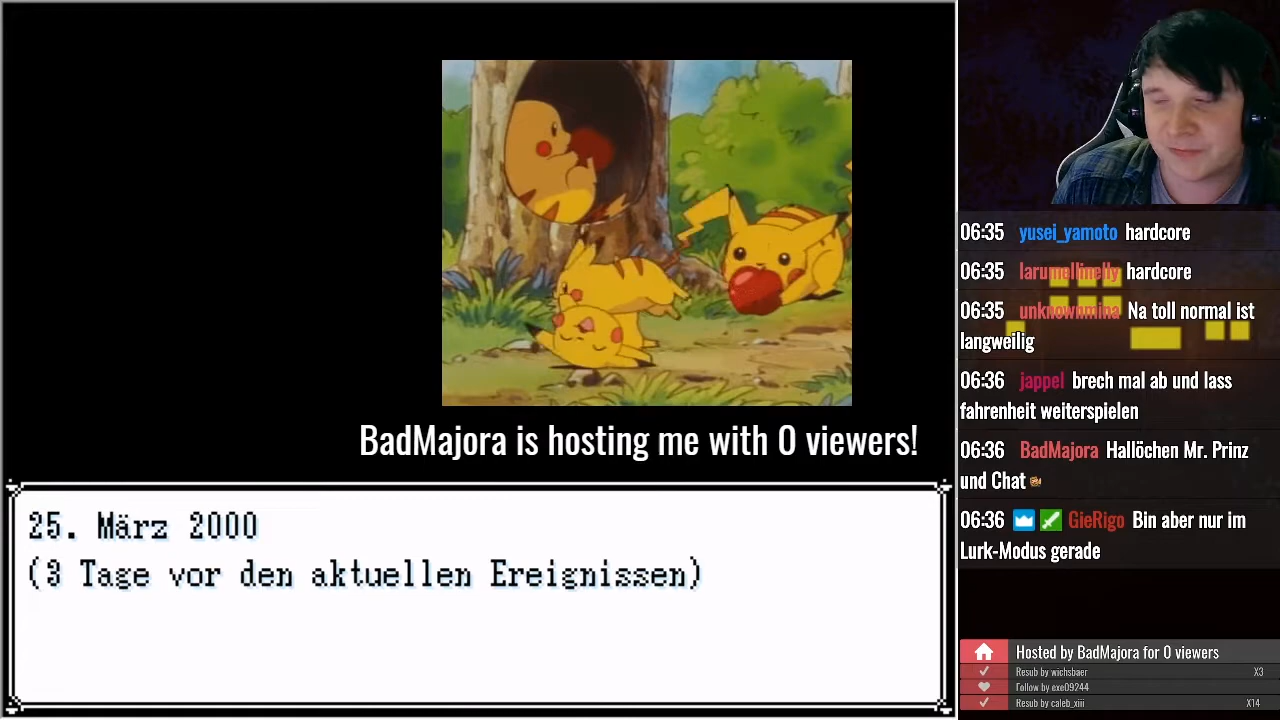 BadMajora is hosting me with 0 viewers!
25. März 2000
(3 Tage vor den aktuellen Ereignissen)
06:35 yusei_yamoto hardcore
06:35 larumellinelly hardcore
06:35 unknownmina Na toll normal ist
langweilig
06:36 jappel brech mal ab und lass
fahrenheit weiterspielen
06:36 BadMajora Hallöchen Mr. Prinz
und Chat
06:36 GieRigo Bin aber nur im
Lurk-Modus gerade
Hosted by BadMajora for 0 viewers
Resub by wichsbaer X3
Follow by exe09244
Resub by caleb_xiii X14